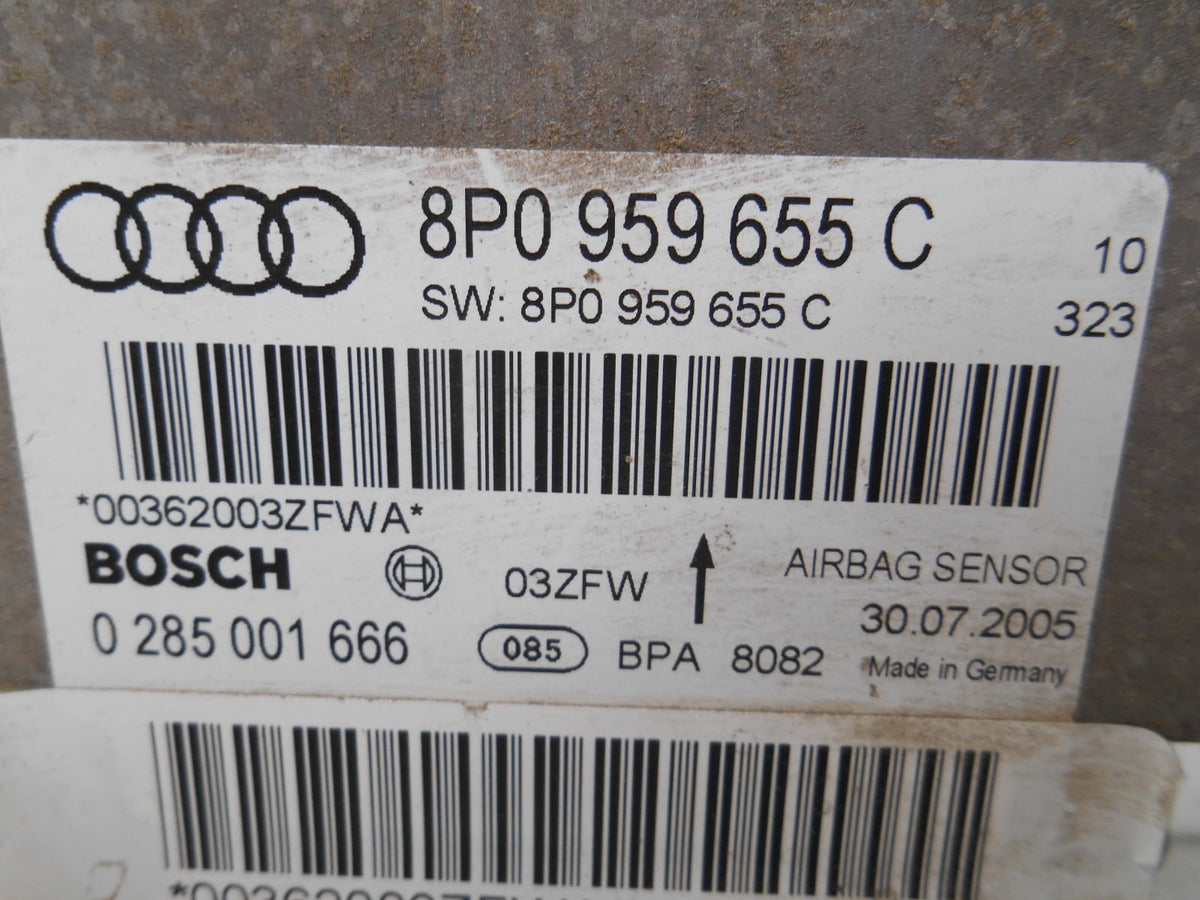 8P0 959 655 C
10
SW: 8P0 959 655 C
323
*00362003ZFWA*
BOSCH
03ZFW
AIRBAG SENSOR
0 285 001 666
085
BPA 8082
30.07.2005
Made in Germany